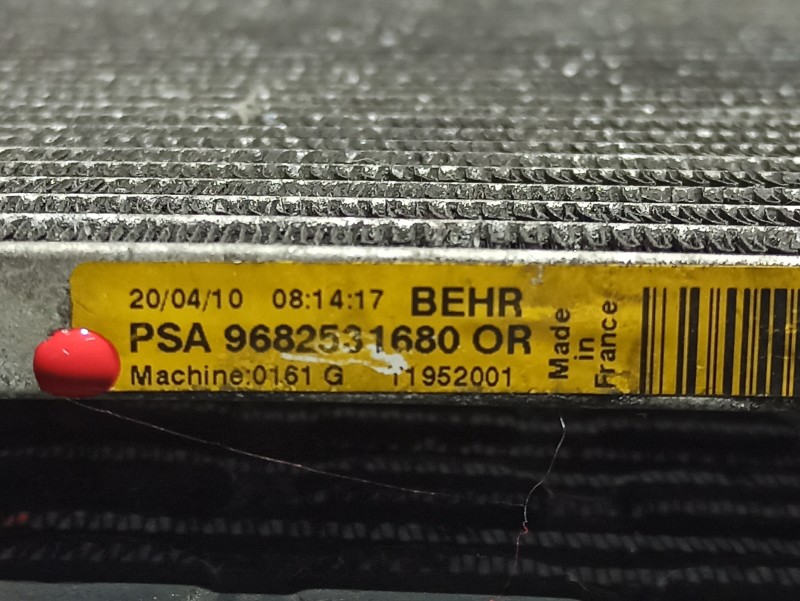 20/04/10 08:14:17 BEHR
PSA 9682531680 OR
Machine:0161 G 11952001
Made
in
France